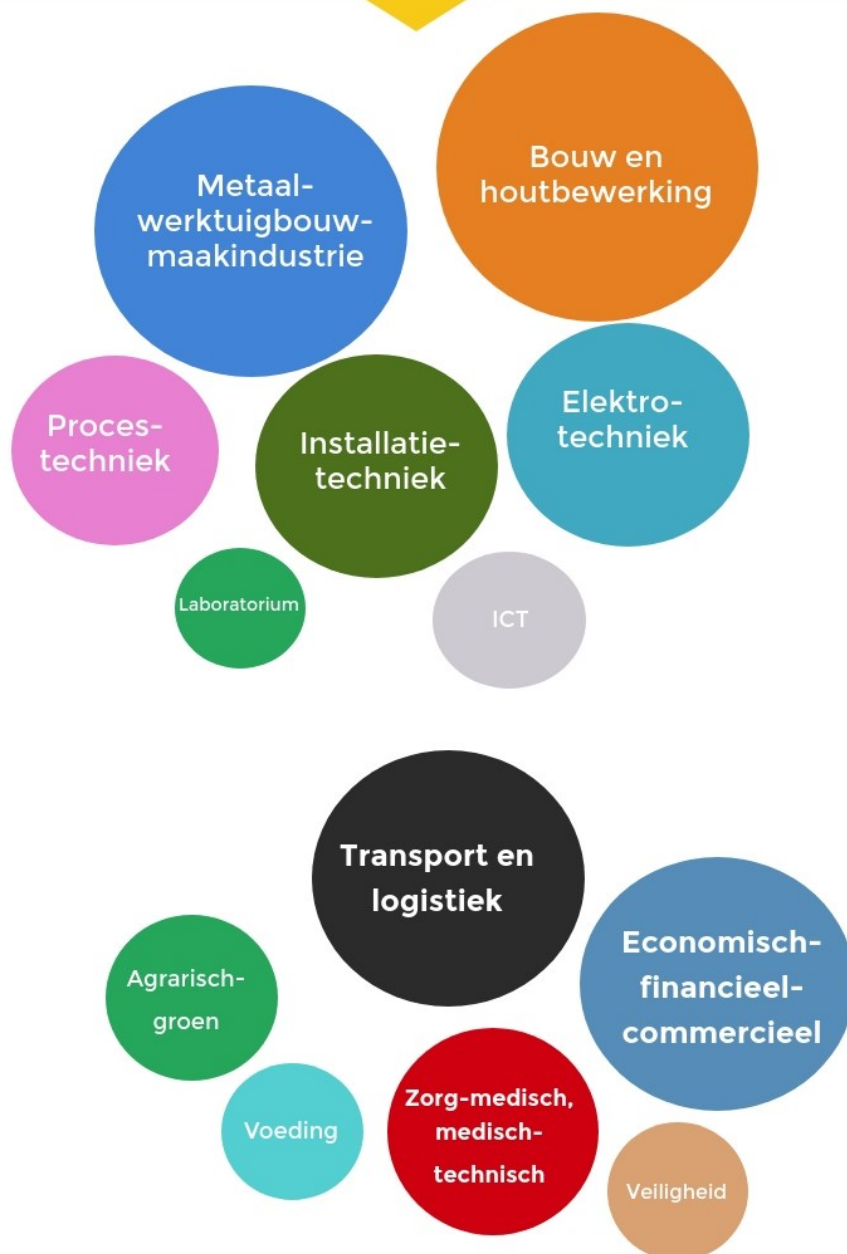 Metaal-
werktuigbouw-
maakindustrie
Bouw en
houtbewerking
Proces-
techniek
Installatie-
techniek
Elektro-
techniek
Laboratorium
ICT
Transport en
logistiek
Economisch-
financieel-
commercieel
Agrarisch-
groen
Voeding
Zorg-medisch,
medisch-
technisch
Veiligheid